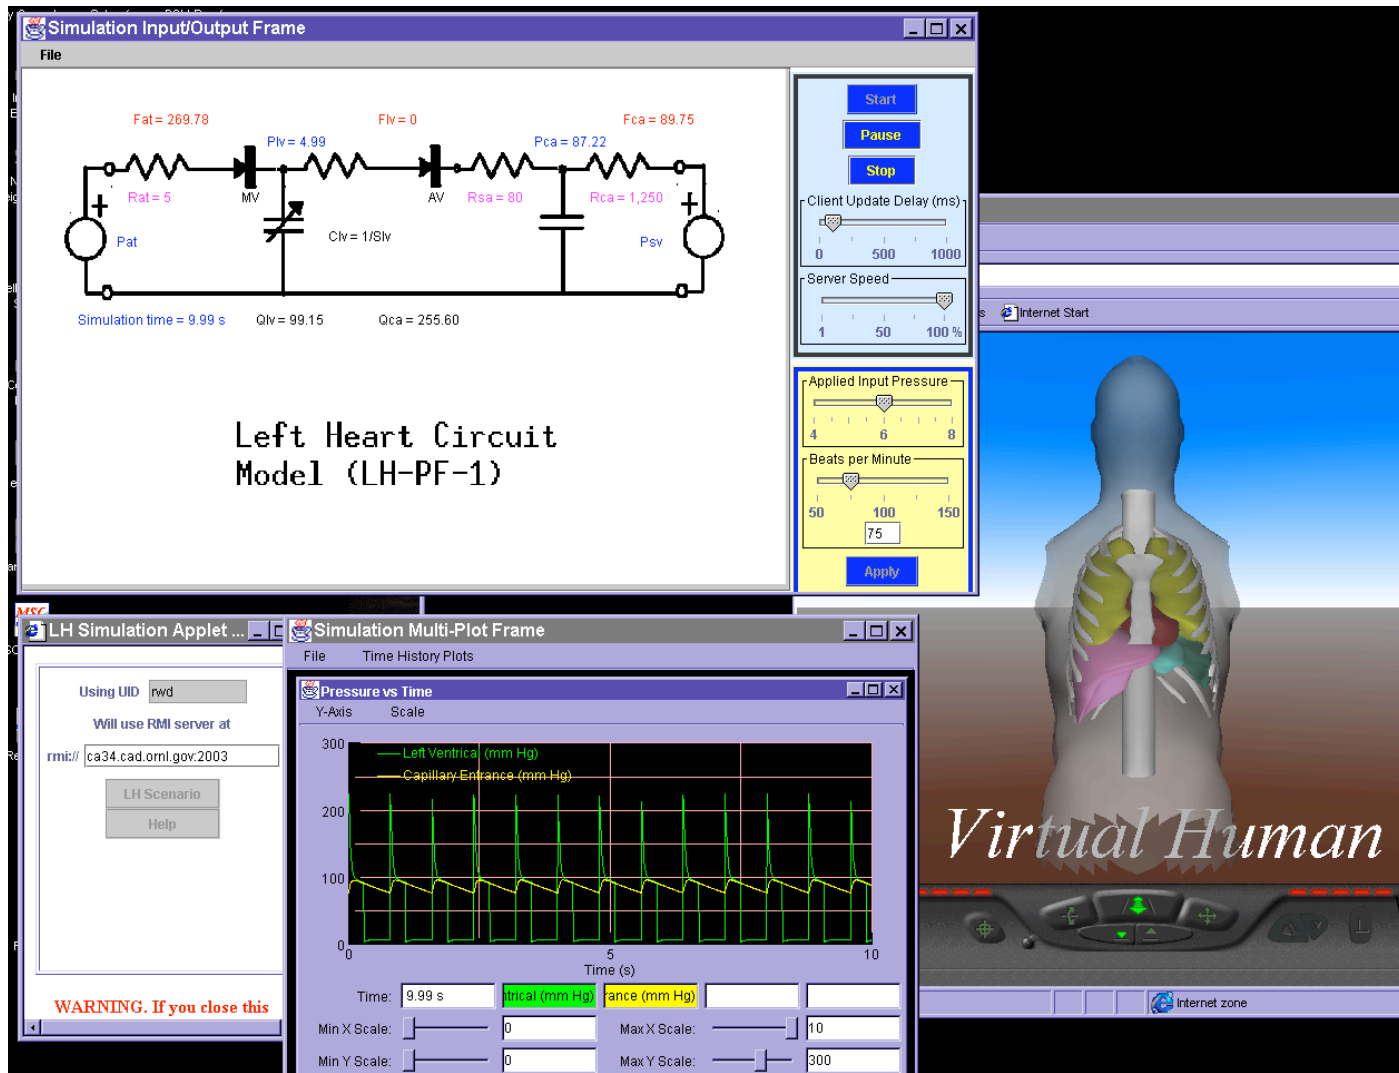 Simulation Input/Output Frame
File
Fat = 269.78
Flv = 0
Fca = 89.75
Plv = 4.99
Pca = 87.22
MV
AV
Rat = 5
Rsa = 80
Rca = 1,250
+
+
Pat
Clv = 1/Slv
Psv
Simulation time = 9.99 s
Qlv = 99.15
Qca = 255.60
Left Heart Circuit
Model (LH-PF-1)
Start
Pause
Stop
Client Update Delay (ms)
0 500 1000
Server Speed
1 50 100 %
Applied Input Pressure
4 6 8
Beats per Minute
50 100 150
75
Apply
s Internet Start
Virtual Human
L
Internet zone
MSC
LH Simulation Applet ...
Using UID rwd
Will use RMI server at
rmi:// ca34.cad.ornl.gov:2003
LH Scenario
Help
WARNING. If you close this
Simulation Multi-Plot Frame
File Time History Plots
Pressure vs Time
Y-Axis Scale
Left Ventrical (mm Hg)
Capillary Entrance (mm Hg)
300
200
100
0
0 5 10
Time (s)
Time: 9.99 s ntrical (mm Hg) rance (mm Hg)
Min X Scale: 0 Max X Scale: 10
Min Y Scale: 0 Max Y Scale: 300